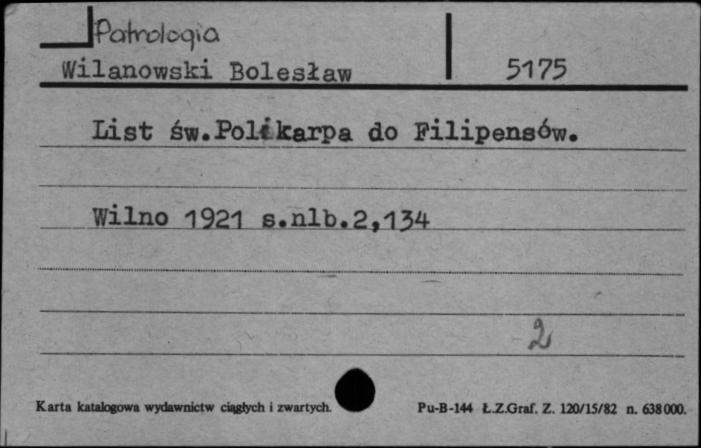 Patrologia
Wilanowski Bolesław 5175
List św.Polikarpa do Filipensów.
Wilno 1921 s.nlb.2,134
2
Karta katalogowa wydawnictw ciągłych i zwartych. Pu-B-144 Ł.Z.Graf. Z. 120/15/82 n. 638000.